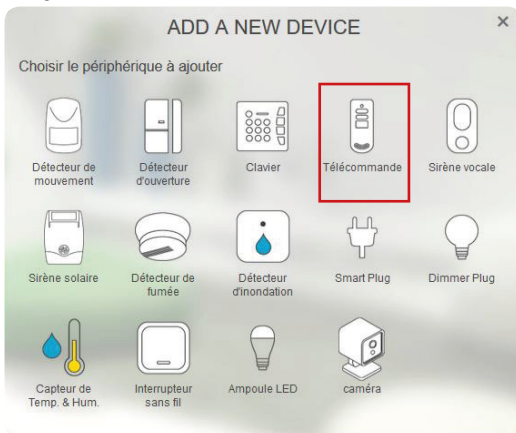 ADD A NEW DEVICE
×
Choisir le périphérique à ajouter
Détecteur de
mouvement
Détecteur
d'ouverture
Clavier
Télécommande
Sirène vocale
Sirène solaire
Détecteur de
fumée
Détecteur
d'inondation
Smart Plug
Dimmer Plug
Capteur de
Temp. & Hum.
Interrupteur
sans fil
Ampoule LED
caméra